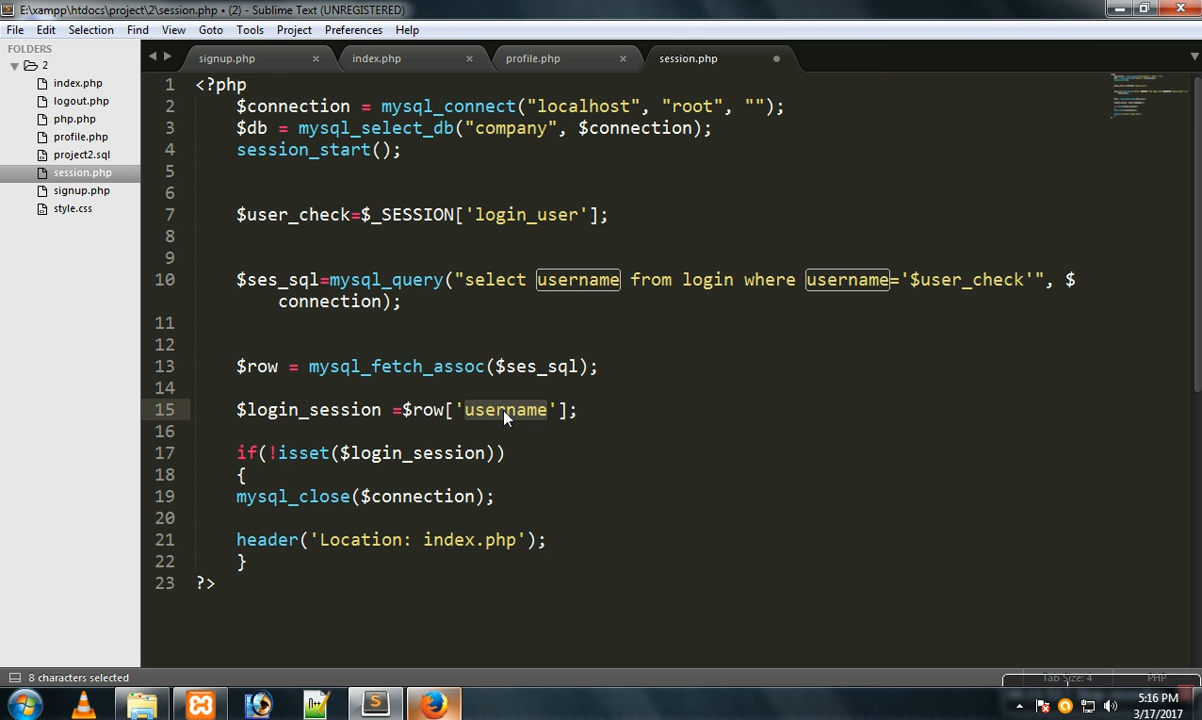 E:\xampp\htdocs\project\2\session.php • (2) - Sublime Text (UNREGISTERED)
File Edit Selection Find View Goto Tools Project Preferences Help
FOLDERS
2
index.php
logout.php
php.php
profile.php
project2.sql
session.php
signup.php
style.css
signup.php × index.php × profile.php × session.php
1 <?php
2 $connection = mysql_connect("localhost", "root", "");
3 $db = mysql_select_db("company", $connection);
4 session_start();
5
6
7 $user_check=$_SESSION['login_user'];
8
9
10 $ses_sql=mysql_query("select username from login where username='$user_check'", $
connection);
11
12
13 $row = mysql_fetch_assoc($ses_sql);
14
15 $login_session =$row['username'];
16
17 if(!isset($login_session))
18 {
19 mysql_close($connection);
20
21 header('Location: index.php');
22 }
23 ?>
8 characters selected
Tab Size: 4 PHP
5:16 PM
3/17/2017